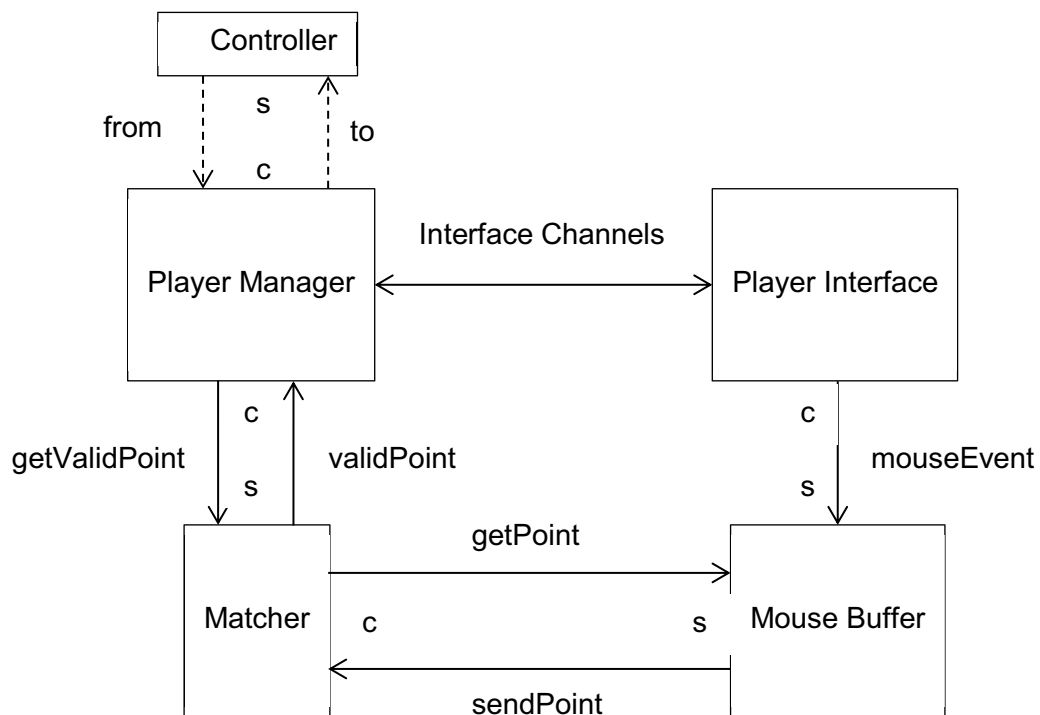 Controller
s
from
to
c
Interface Channels
Player Manager
Player Interface
c
c
getValidPoint
validPoint
mouseEvent
s
s
getPoint
Matcher
c
s
Mouse Buffer
sendPoint